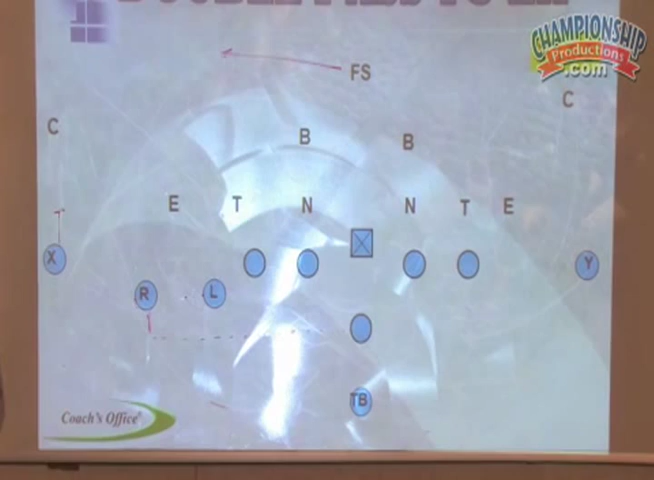 CHAMPIONSHIP
Productions
.com
FS
C
C
B
B
E T N N T E
T
X
Y
R
L
TB
Coach's Office